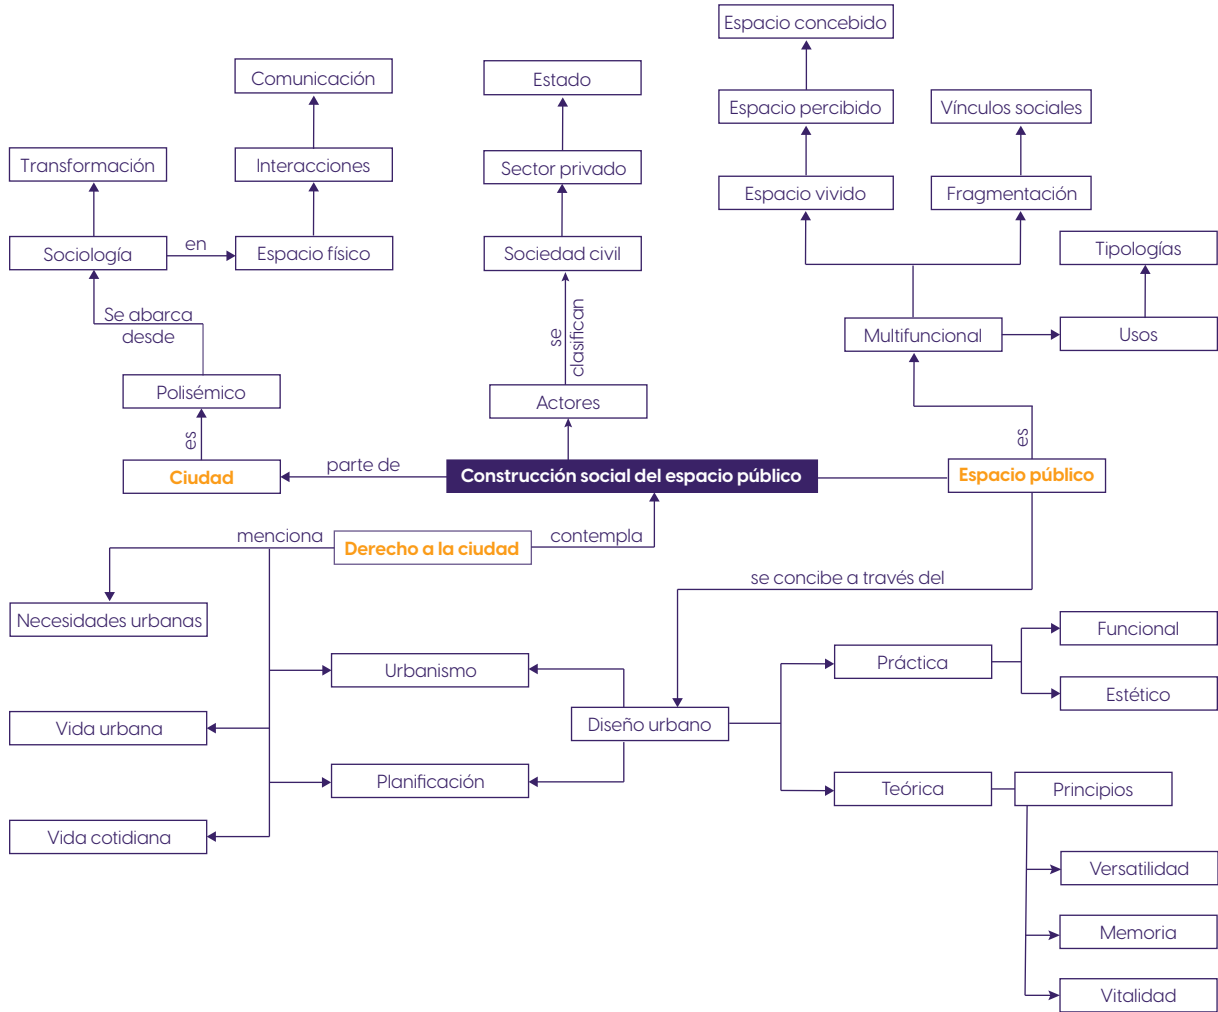 Espacio concebido
Comunicación
Estado
Espacio percibido
Vínculos sociales
Transformación
Interacciones
Sector privado
Espacio vivido
Fragmentación
Sociología
en
Espacio físico
Sociedad civil
Tipologías
Se abarca
desde
se
clasifican
Multifuncional
Usos
Polisémico
Actores
es
es
Ciudad
parte de
Construcción social del espacio público
Espacio público
menciona
Derecho a la ciudad
contempla
se concibe a través del
Necesidades urbanas
Funcional
Urbanismo
Práctica
Estético
Vida urbana
Diseño urbano
Planificación
Teórica
Principios
Vida cotidiana
Versatilidad
Memoria
Vitalidad